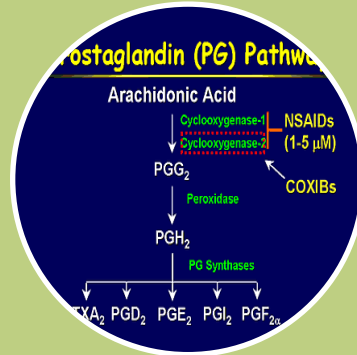 rostaglandin (PG) Pathwa
Arachidonic Acid
Cyclooxygenase-1
NSAIDs
Cyclooxygenase-2
(1-5 μM)
PGG₂
COXIBs
Peroxidase
PGH₂
PG Synthases
TXA₂ PGD₂ PGE₂ PGI₂ PGF₂α